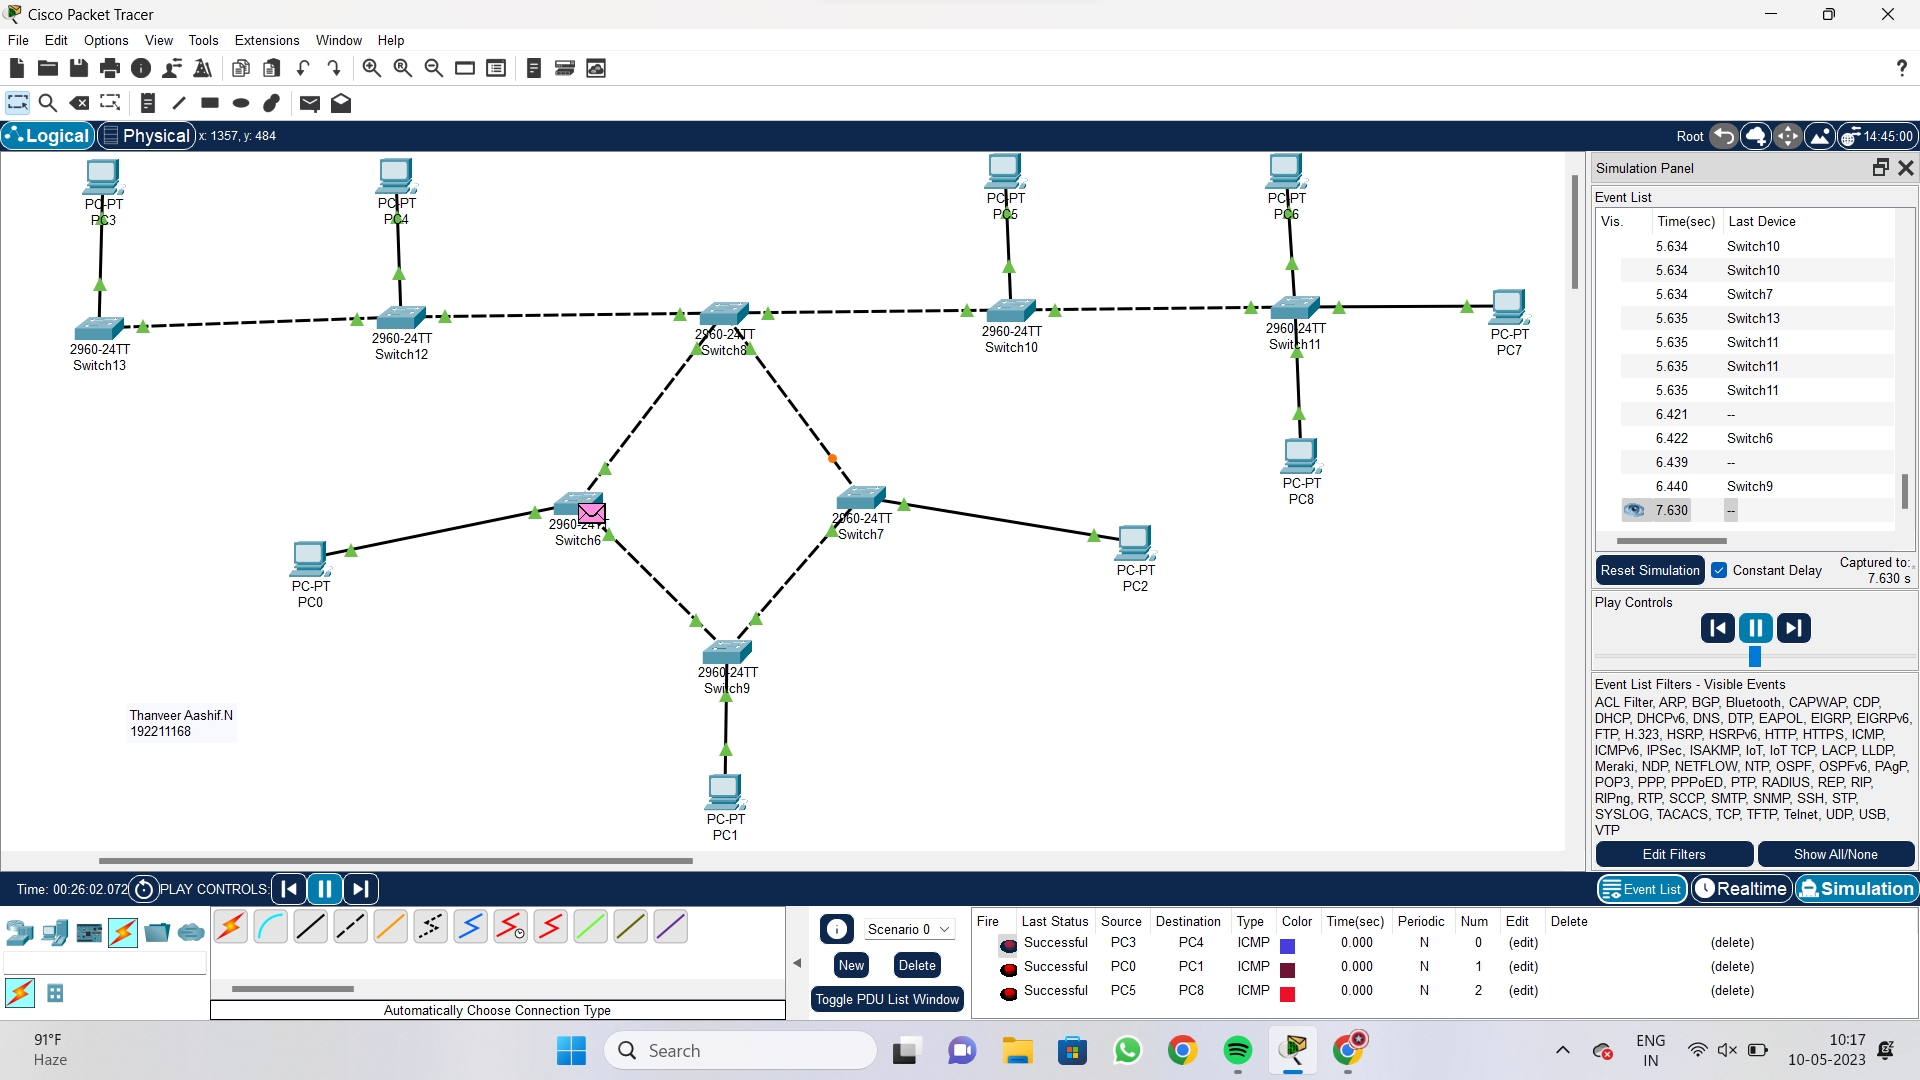 Cisco Packet Tracer
File Edit Options View Tools Extensions Window Help
?
Logical Physical x: 1357, y: 484 Root 14:45:00
PC-PT
PC3
PC-PT
PC4
PC-PT
PC5
PC-PT
PC6
2960-24TT
Switch13
2960-24TT
Switch12
2960-24TT
Switch8
2960-24TT
Switch10
2960-24TT
Switch11
PC-PT
PC7
PC-PT
PC8
Switch6
2960-24TT
Switch7
PC-PT
PC0
PC-PT
PC2
2960-24TT
Switch9
PC-PT
PC1
Thanveer Aashif.N
192211168
Simulation Panel
Event List
Vis. Time(sec) Last Device
5.634 Switch10
5.634 Switch10
5.634 Switch7
5.635 Switch13
5.635 Switch11
5.635 Switch11
5.635 Switch11
6.421 --
6.422 Switch6
6.439 --
6.440 Switch9
7.630 --
Reset Simulation Constant Delay Captured to:
7.630 s
Play Controls
Event List Filters - Visible Events
ACL Filter, ARP, BGP, Bluetooth, CAPWAP, CDP,
DHCP, DHCPv6, DNS, DTP, EAPOL, EIGRP, EIGRPv6,
FTP, H.323, HSRP, HSRPv6, HTTP, HTTPS, ICMP,
ICMPv6, IPSec, ISAKMP, IoT, IoT TCP, LACP, LLDP,
Meraki, NDP, NETFLOW, NTP, OSPF, OSPFv6, PAgP,
POP3, PPP, PPPoED, PTP, RADIUS, REP, RIP,
RIPng, RTP, SCCP, SMTP, SNMP, SSH, STP,
SYSLOG, TACACS, TCP, TFTP, Telnet, UDP, USB,
VTP
Edit Filters Show All/None
Time: 00:26:02.072 PLAY CONTROLS: Event List Realtime Simulation
Automatically Choose Connection Type
Scenario 0
New Delete
Toggle PDU List Window
Fire Last Status Source Destination Type Color Time(sec) Periodic Num Edit Delete
Successful PC3 PC4 ICMP 0.000 N 0 (edit) (delete)
Successful PC0 PC1 ICMP 0.000 N 1 (edit) (delete)
Successful PC5 PC8 ICMP 0.000 N 2 (edit) (delete)
91°F
Haze
Search
ENG
IN
10:17
10-05-2023